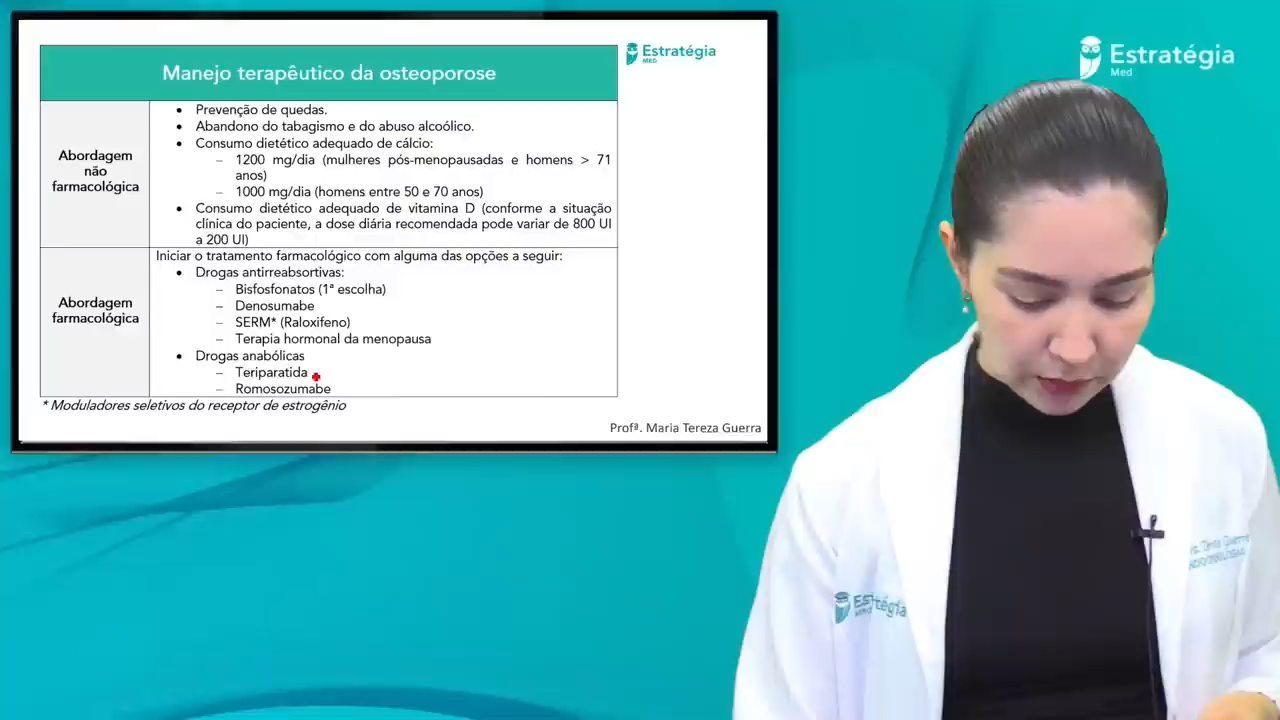 Manejo terapêutico da osteoporose
Estratégia
MED
Estratégia
Med
Abordagem
não
farmacológica
• Prevenção de quedas.
• Abandono do tabagismo e do abuso alcoólico.
• Consumo dietético adequado de cálcio:
– 1200 mg/dia (mulheres pós-menopausadas e homens > 71
anos)
– 1000 mg/dia (homens entre 50 e 70 anos)
• Consumo dietético adequado de vitamina D (conforme a situação
clínica do paciente, a dose diária recomendada pode variar de 800 UI
a 200 UI)
Abordagem
farmacológica
Iniciar o tratamento farmacológico com alguma das opções a seguir:
• Drogas antirreabsortivas:
– Bisfosfonatos (1ª escolha)
– Denosumabe
– SERM* (Raloxifeno)
– Terapia hormonal da menopausa
• Drogas anabólicas
– Teriparatida
– Romosozumabe
* Moduladores seletivos do receptor de estrogênio
Profª. Maria Tereza Guerra
Estratégia